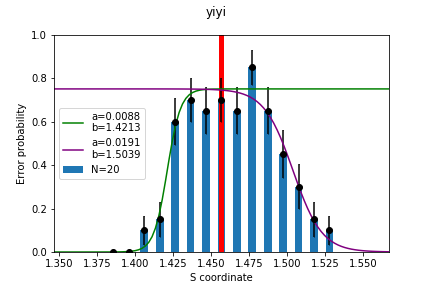 yiyi
Error probability
1.0
0.8
0.6
0.4
0.2
0.0
a=0.0088
b=1.4213
a=0.0191
b=1.5039
N=20
1.350 1.375 1.400 1.425 1.450 1.475 1.500 1.525 1.550
S coordinate